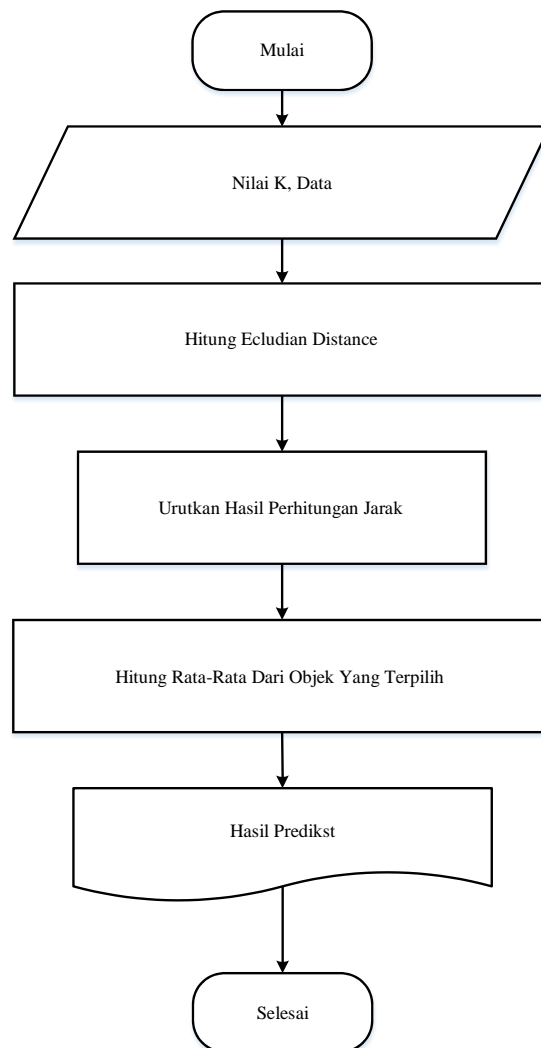 Mulai
Nilai K, Data
Hitung Ecludian Distance
Urutkan Hasil Perhitungan Jarak
Hitung Rata-Rata Dari Objek Yang Terpilih
Hasil Predikst
Selesai